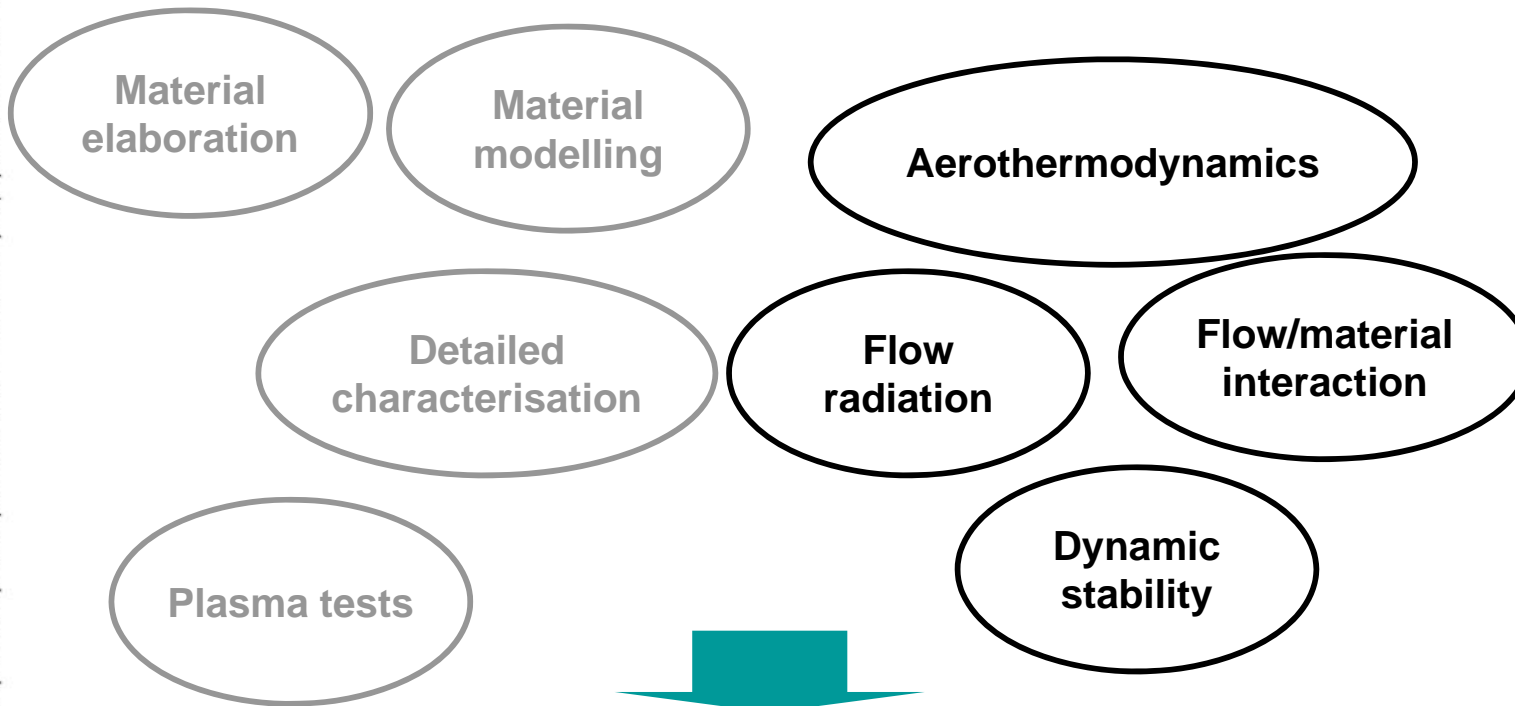 Material
elaboration
Material
modelling
Aerothermodynamics
Detailed
characterisation
Flow
radiation
Flow/material
interaction
Plasma tests
Dynamic
stability